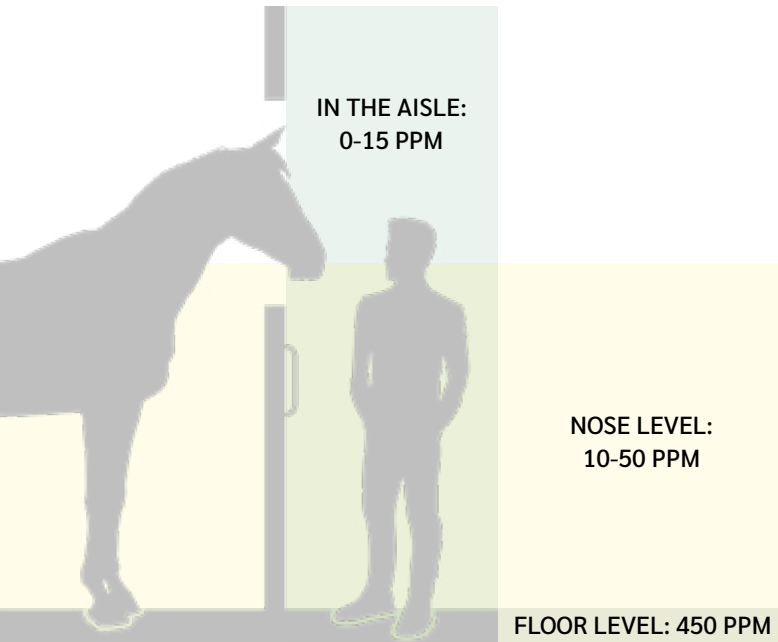 IN THE AISLE:
0-15 PPM
NOSE LEVEL:
10-50 PPM
FLOOR LEVEL: 450 PPM